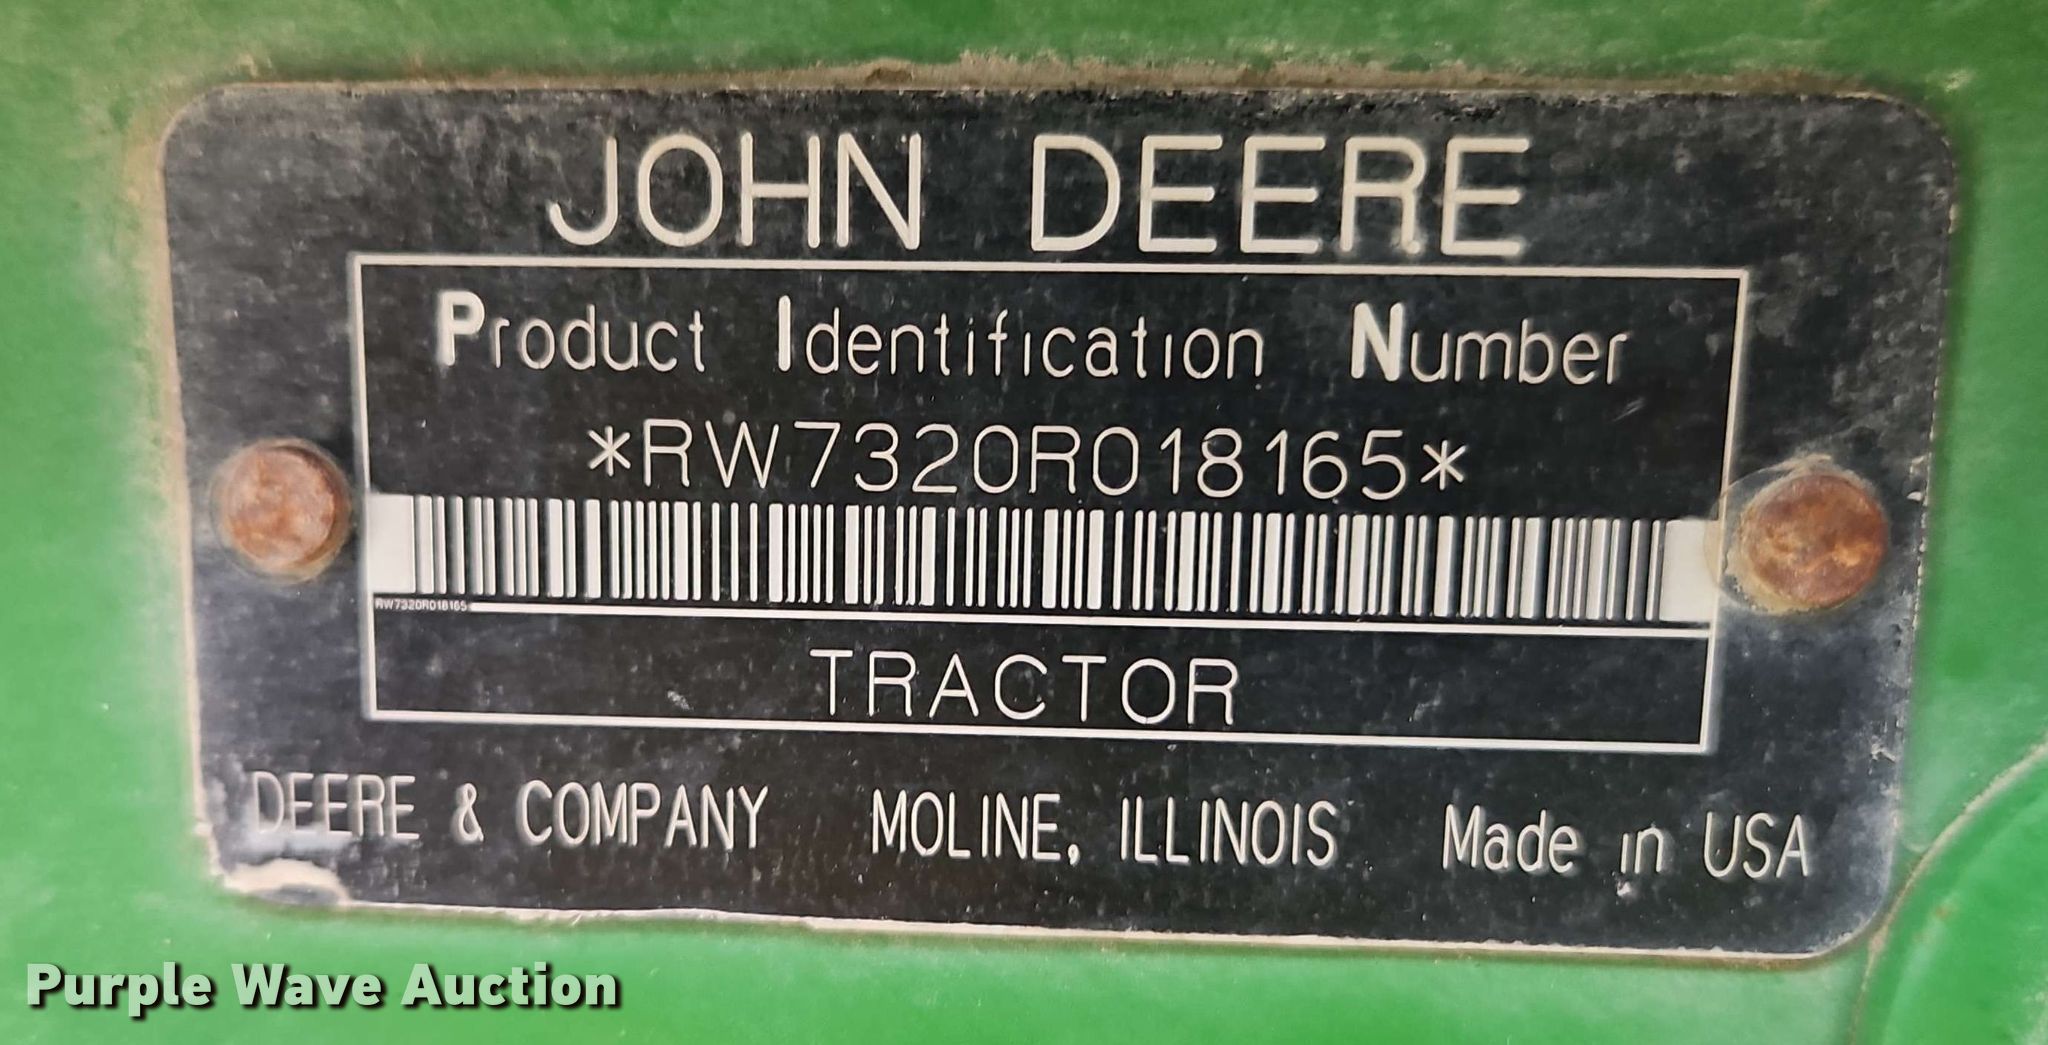 JOHN DEERE
Product Identification Number
*RW7320R018165*
RW7320R018165
TRACTOR
DEERE & COMPANY MOLINE, ILLINOIS Made in USA
Purple Wave Auction